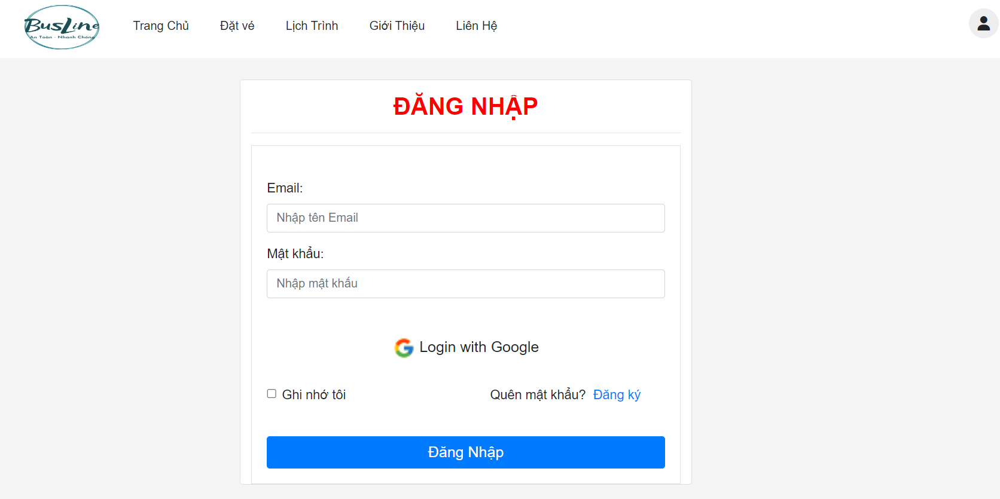 BusLine
An Toàn - Nhanh Chóng
Trang Chủ Đặt vé Lịch Trình Giới Thiệu Liên Hệ
ĐĂNG NHẬP
Email:
Nhập tên Email
Mật khẩu:
Nhập mật khấu
Login with Google
Ghi nhớ tôi Quên mật khẩu? Đăng ký
Đăng Nhập